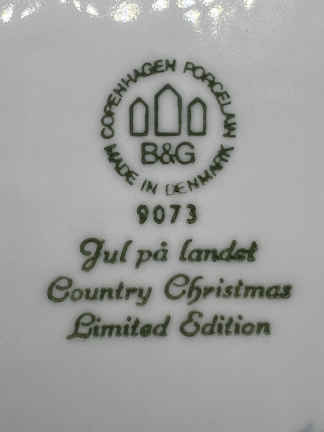 COPENHAGEN PORCELAIN
B&G
MADE IN DENMARK
9073
Jul på landet
Country Christmas
Limited Edition